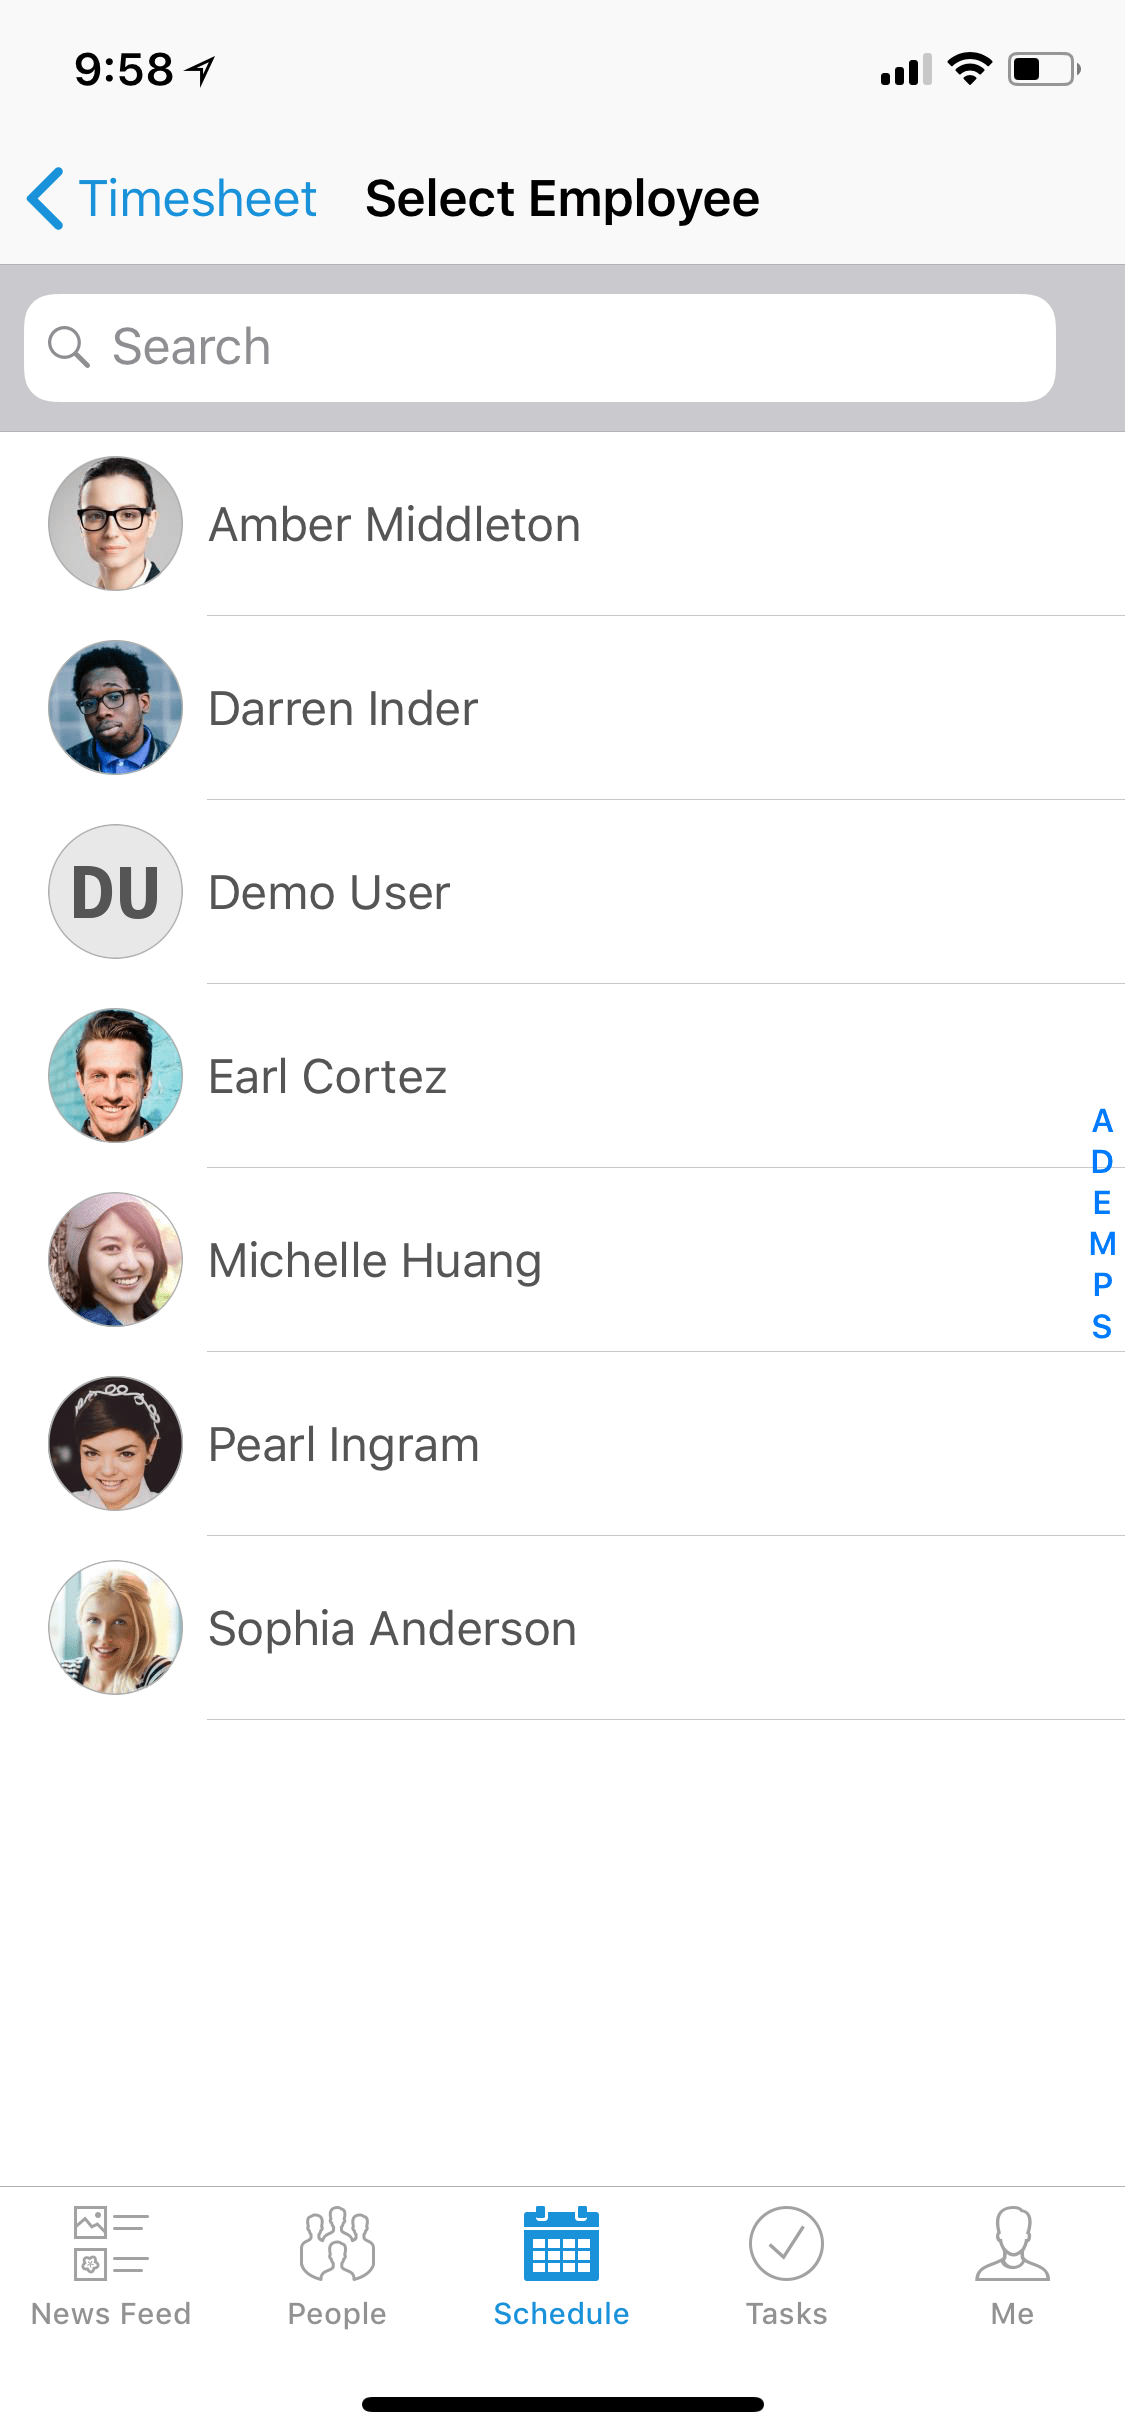 9:58
Timesheet Select Employee
Search
Amber Middleton
Darren Inder
DU Demo User
Earl Cortez
A
D
E
Michelle Huang
M
P
S
Pearl Ingram
Sophia Anderson
News Feed People Schedule Tasks Me